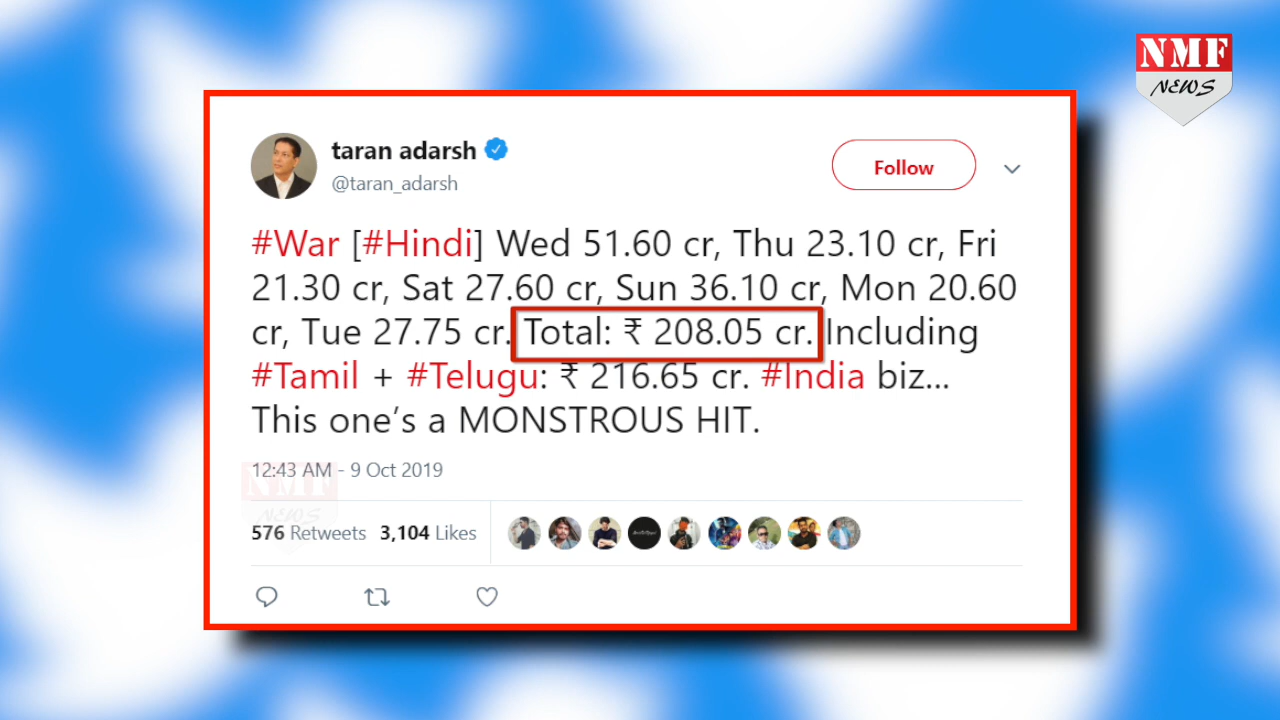 NMF
NEWS
taran adarsh
@taran_adarsh
Follow
#War [#Hindi] Wed 51.60 cr, Thu 23.10 cr, Fri
21.30 cr, Sat 27.60 cr, Sun 36.10 cr, Mon 20.60
cr, Tue 27.75 cr. Total: ₹ 208.05 cr. Including
#Tamil + #Telugu: ₹ 216.65 cr. #India biz...
This one’s a MONSTROUS HIT.
12:43 AM - 9 Oct 2019
NMF
NEWS
576 Retweets 3,104 Likes